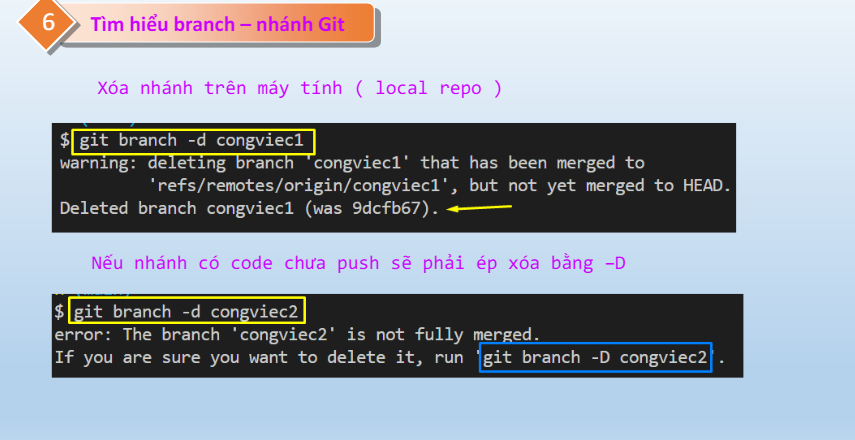 6
Tìm hiểu branch – nhánh Git
Xóa nhánh trên máy tính ( local repo )
$ git branch -d congviec1
warning: deleting branch 'congviec1' that has been merged to
'refs/remotes/origin/congviec1', but not yet merged to HEAD.
Deleted branch congviec1 (was 9dcfb67).
Nếu nhánh có code chưa push sẽ phải ép xóa bằng –D
$ git branch -d congviec2
error: The branch 'congviec2' is not fully merged.
If you are sure you want to delete it, run 'git branch -D congviec2'.